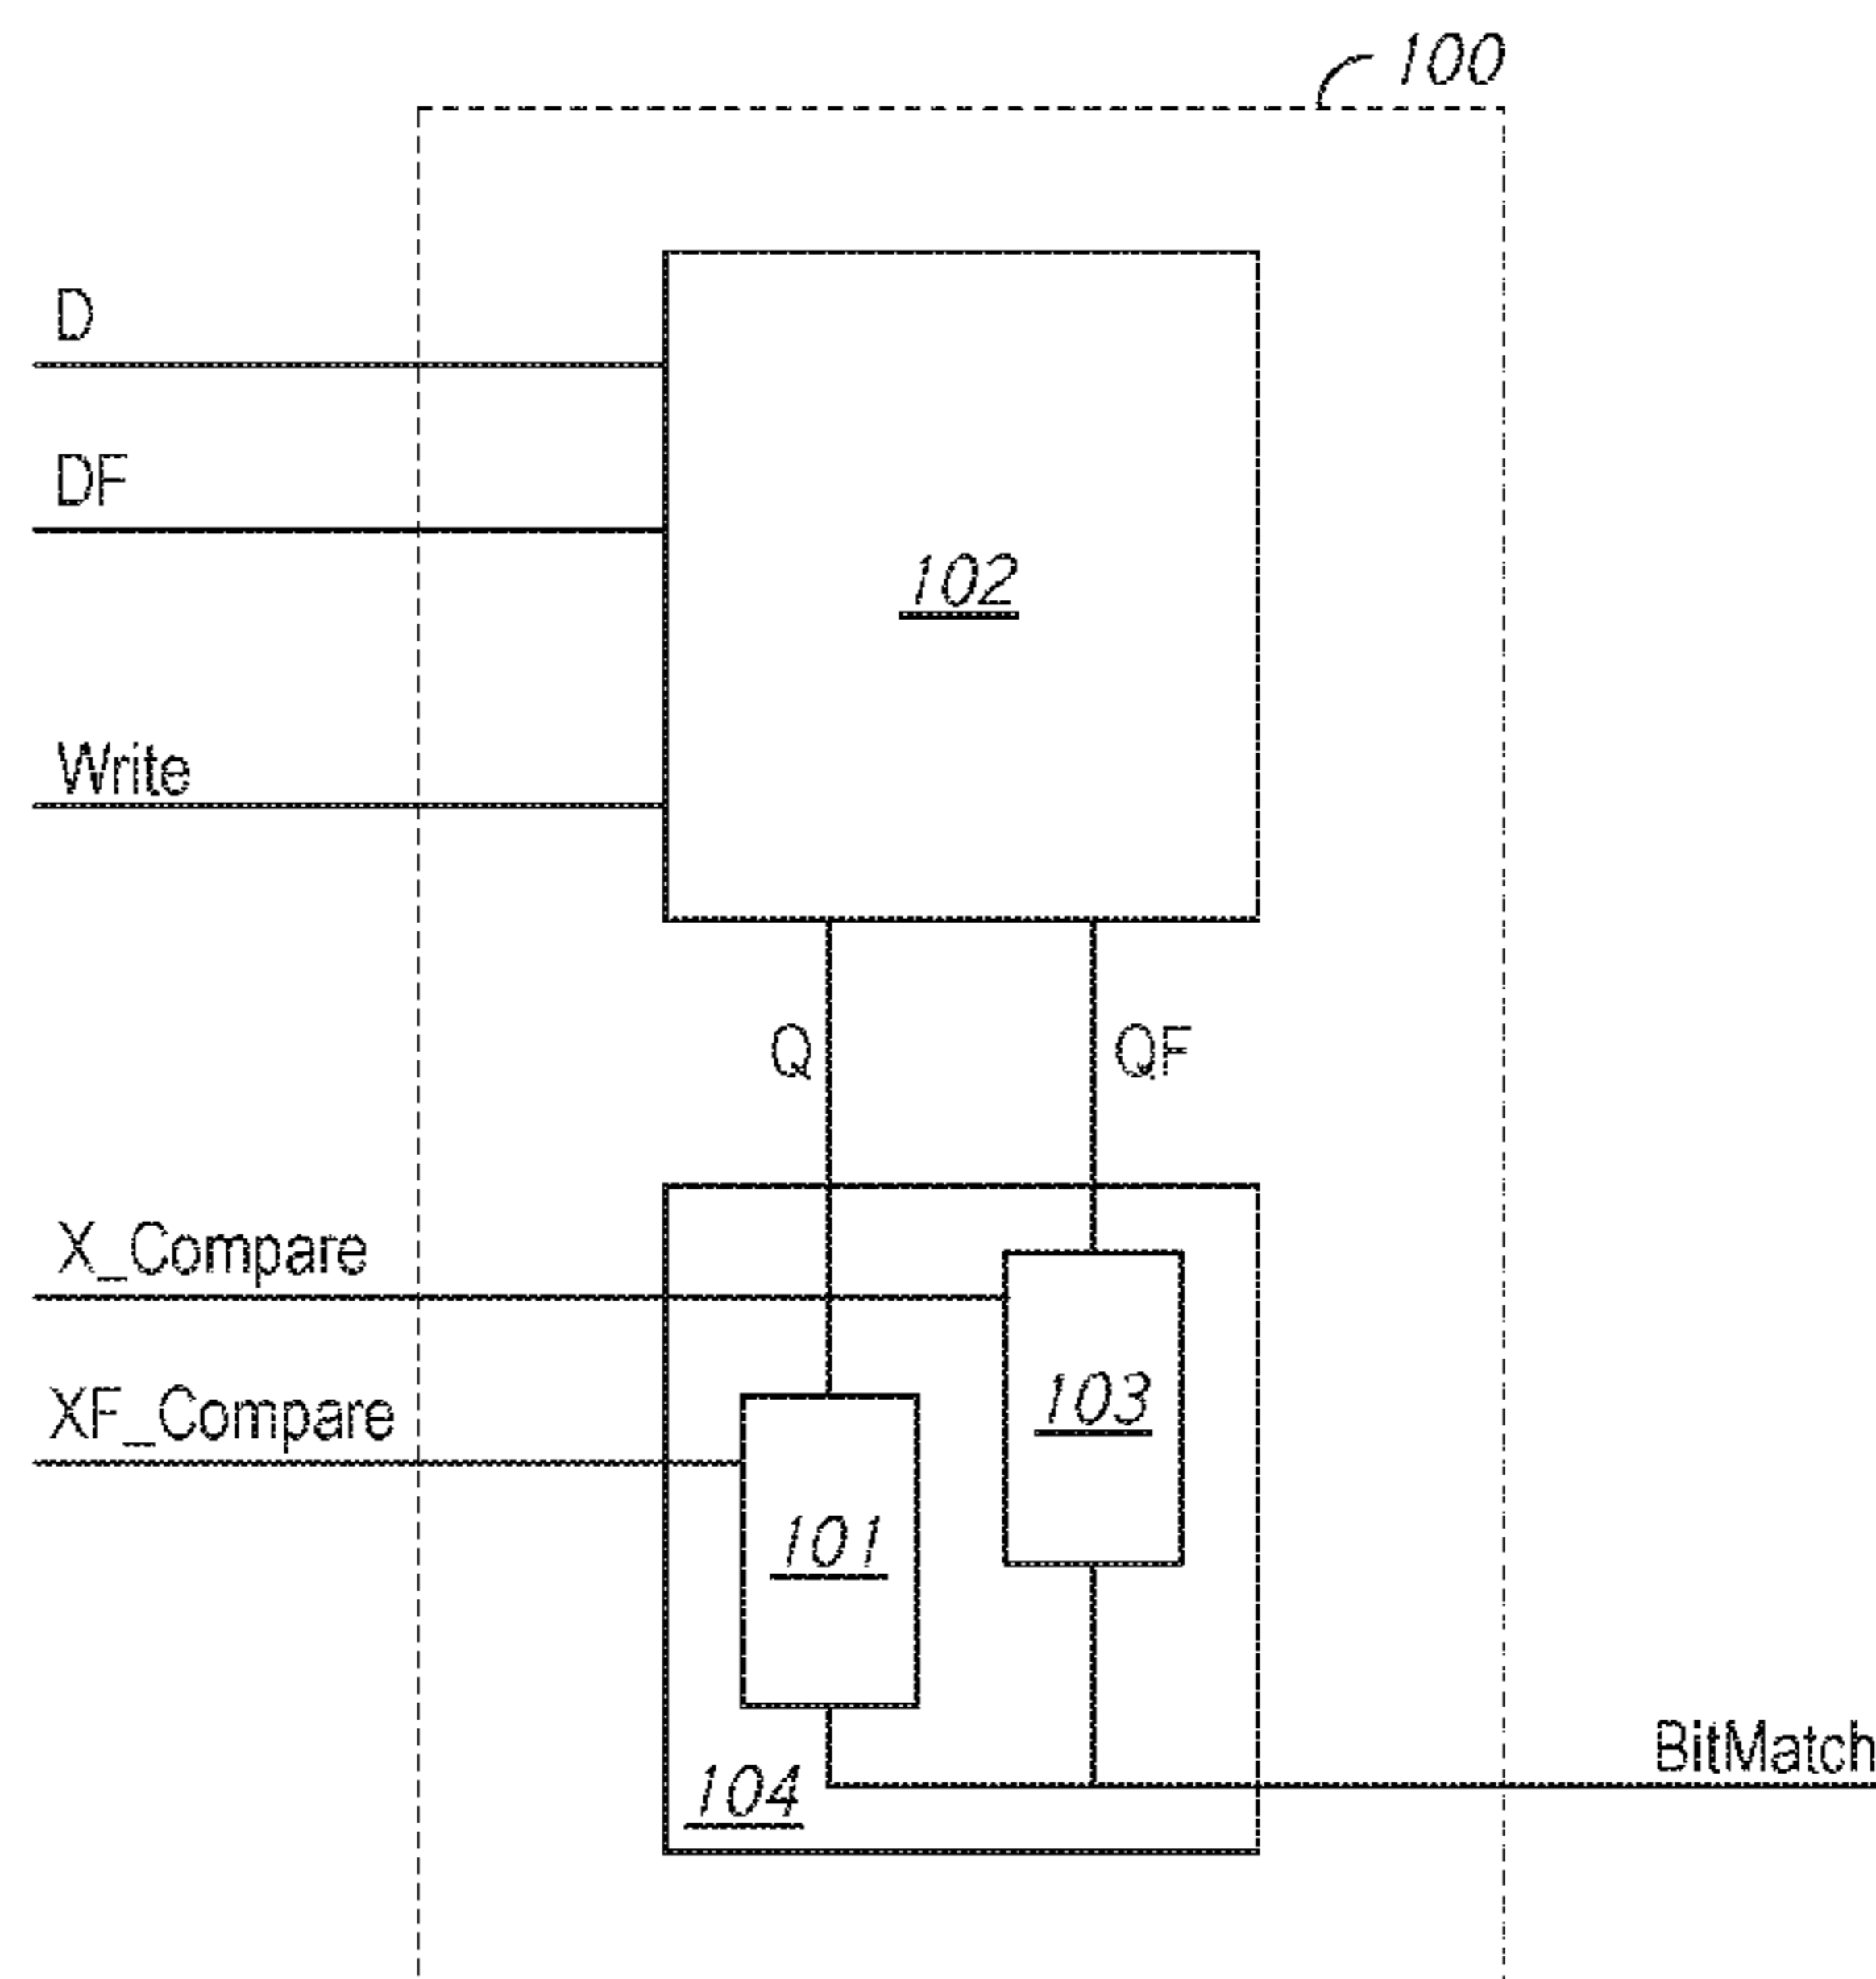 100
D
DF
102
Write
Q QF
X_Compare
XF_Compare
103
101
BitMatch
104